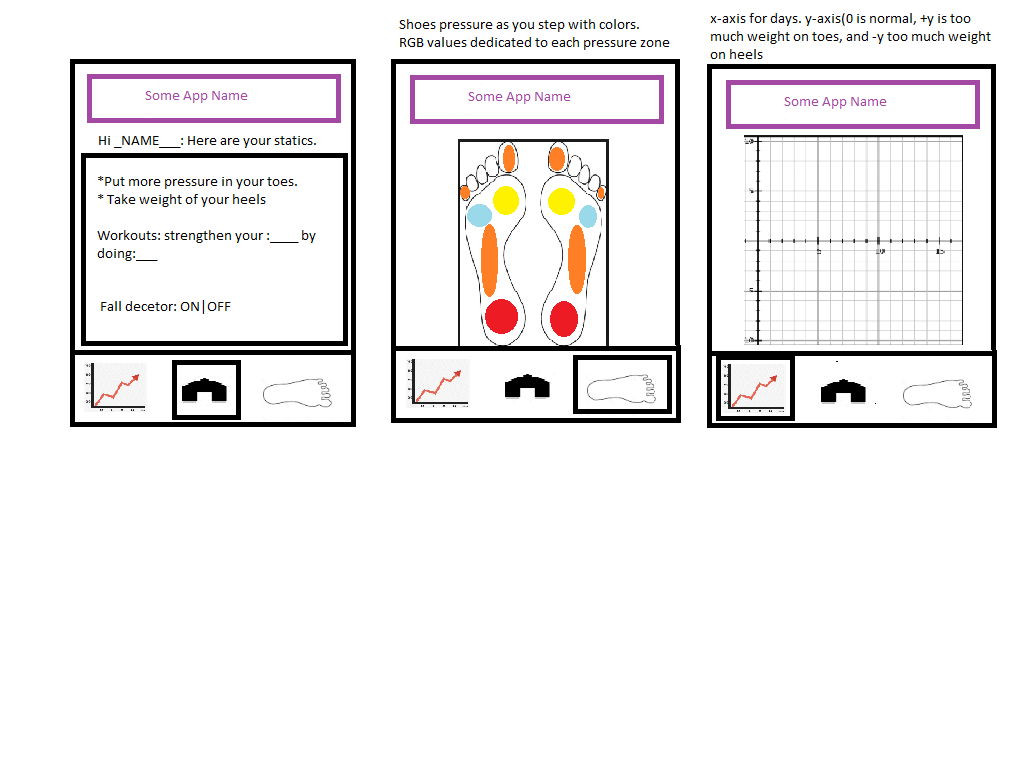 Shoes pressure as you step with colors.
RGB values dedicated to each pressure zone
x-axis for days. y-axis(0 is normal, +y is too
much weight on toes, and -y too much weight
on heels
Some App Name
Hi _NAME___: Here are your statics.
*Put more pressure in your toes.
* Take weight of your heels
Workouts: strengthen your :____ by
doing:___
Fall decetor: ON|OFF
Some App Name
Some App Name